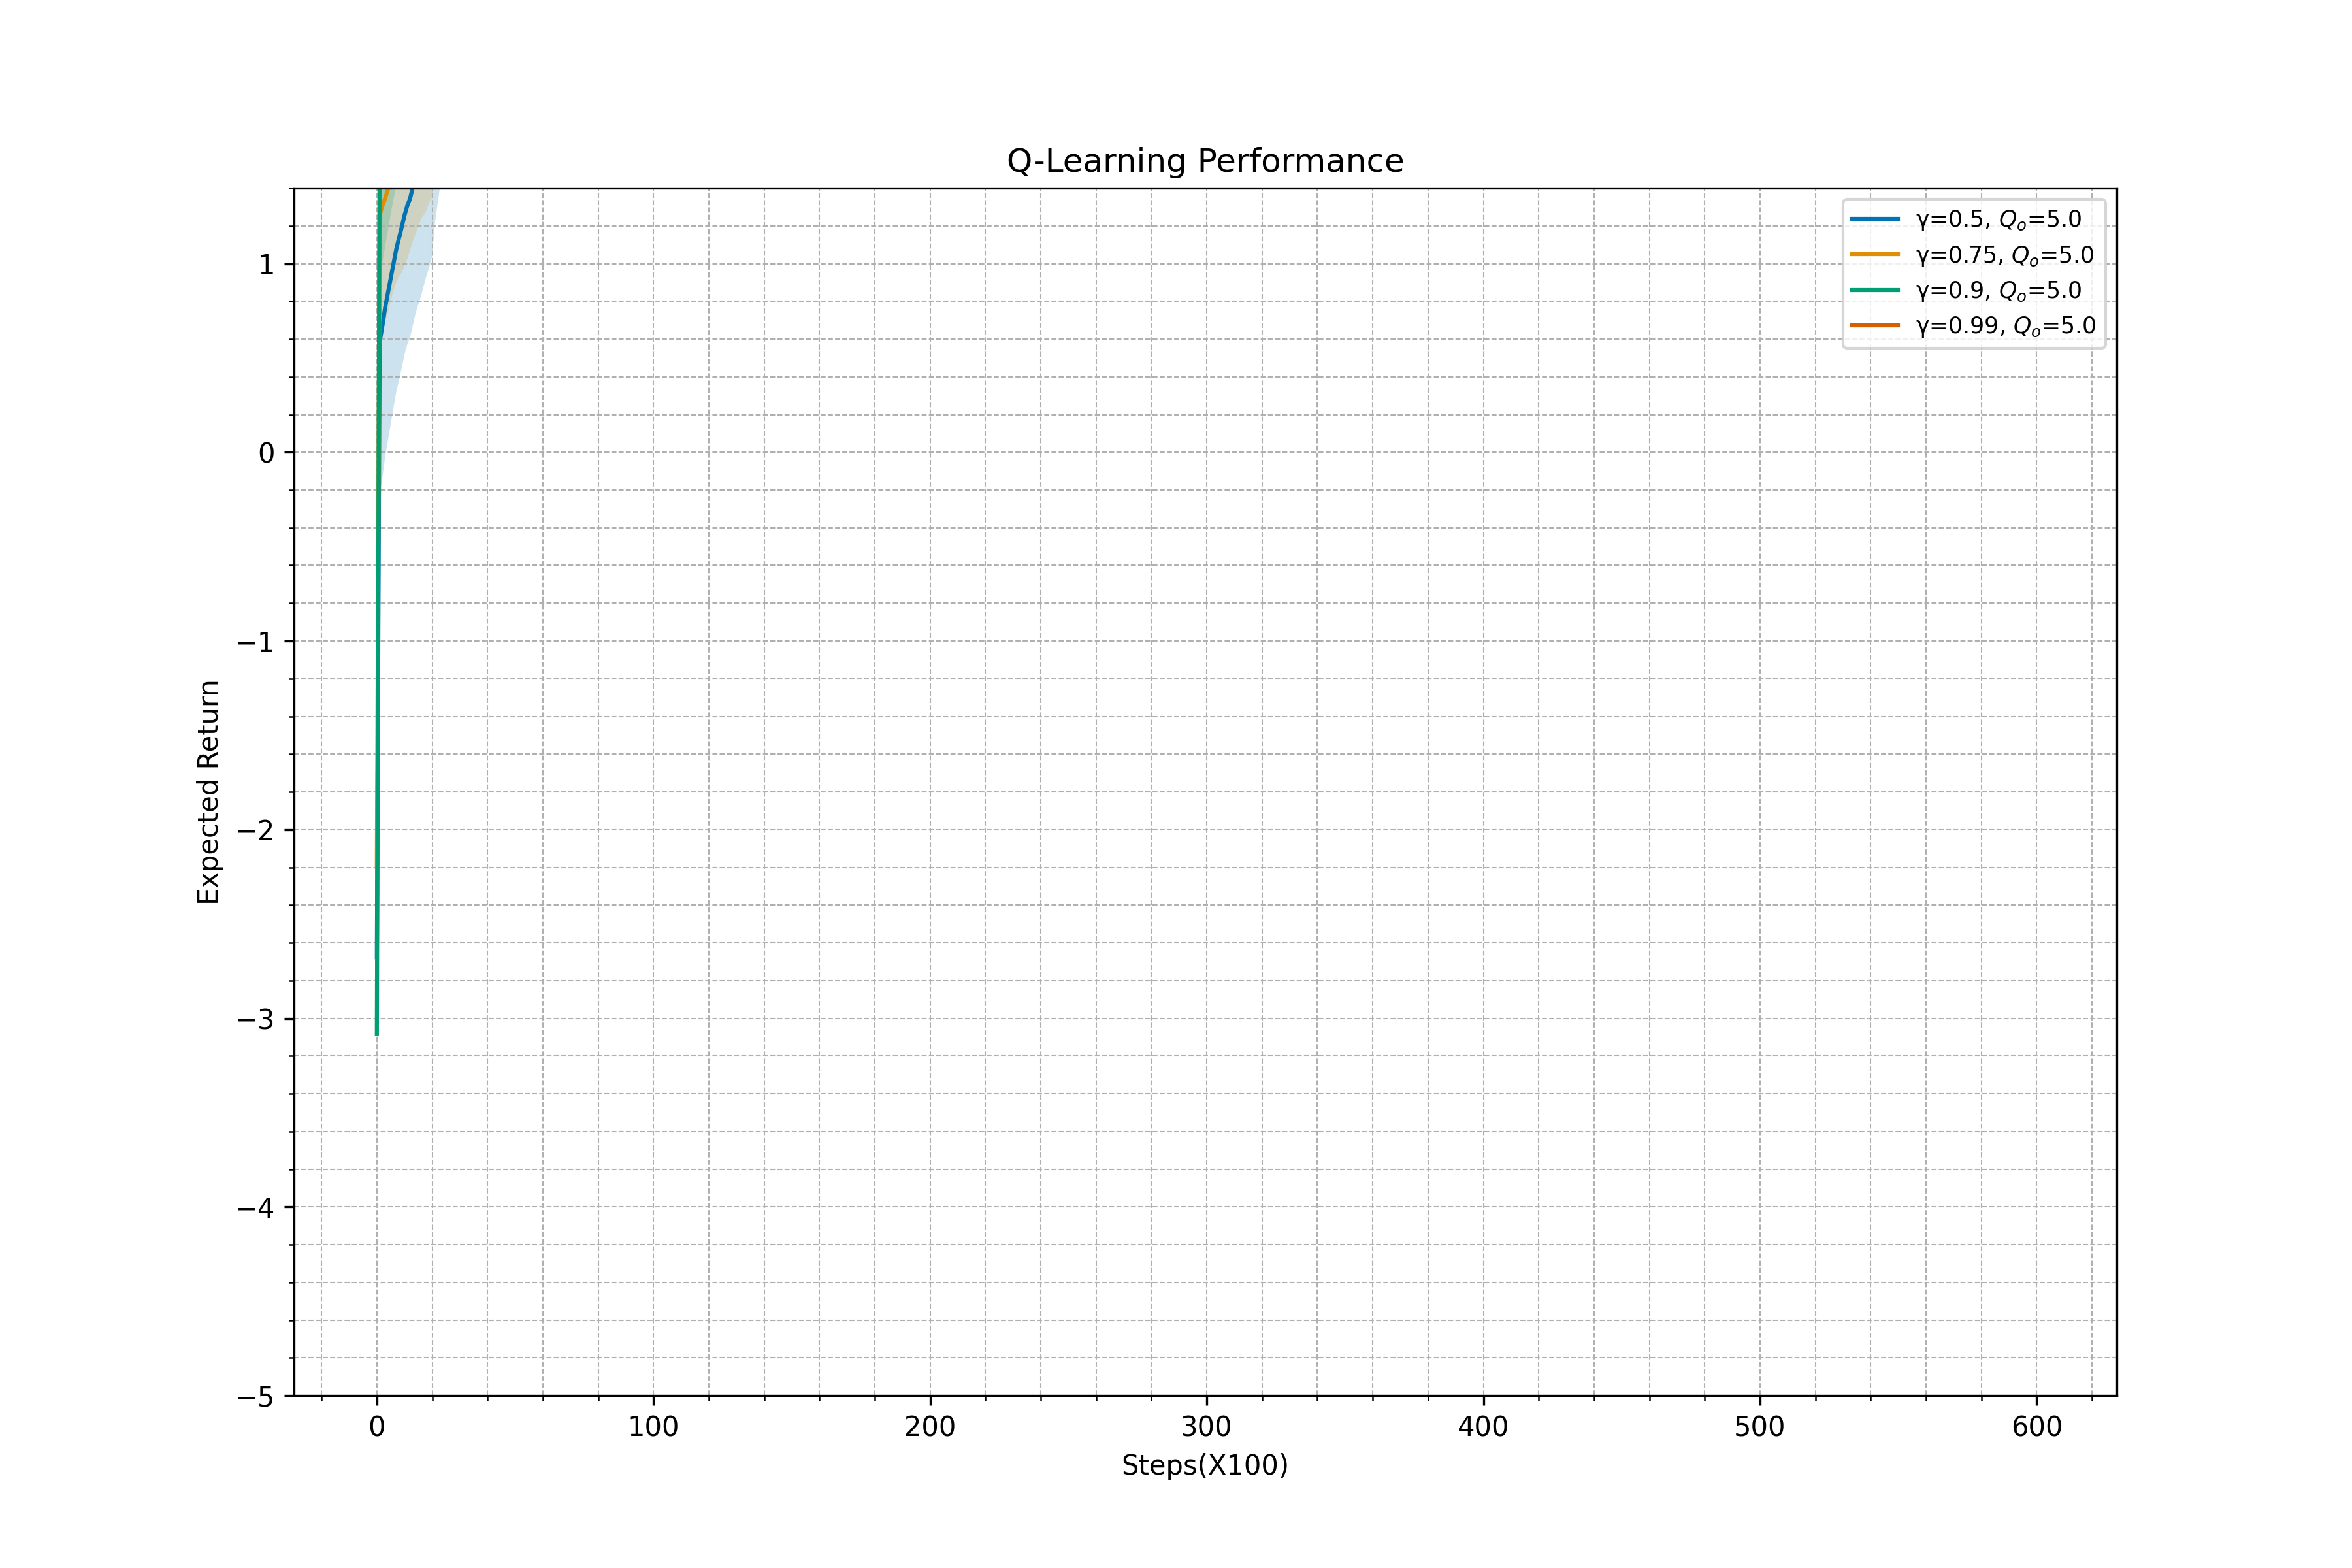 Q-Learning Performance
γ=0.5, Qₒ=5.0
γ=0.75, Qₒ=5.0
γ=0.9, Qₒ=5.0
γ=0.99, Qₒ=5.0
Expected Return
1
0
−1
−2
−3
−4
−5
0 100 200 300 400 500 600
Steps(X100)